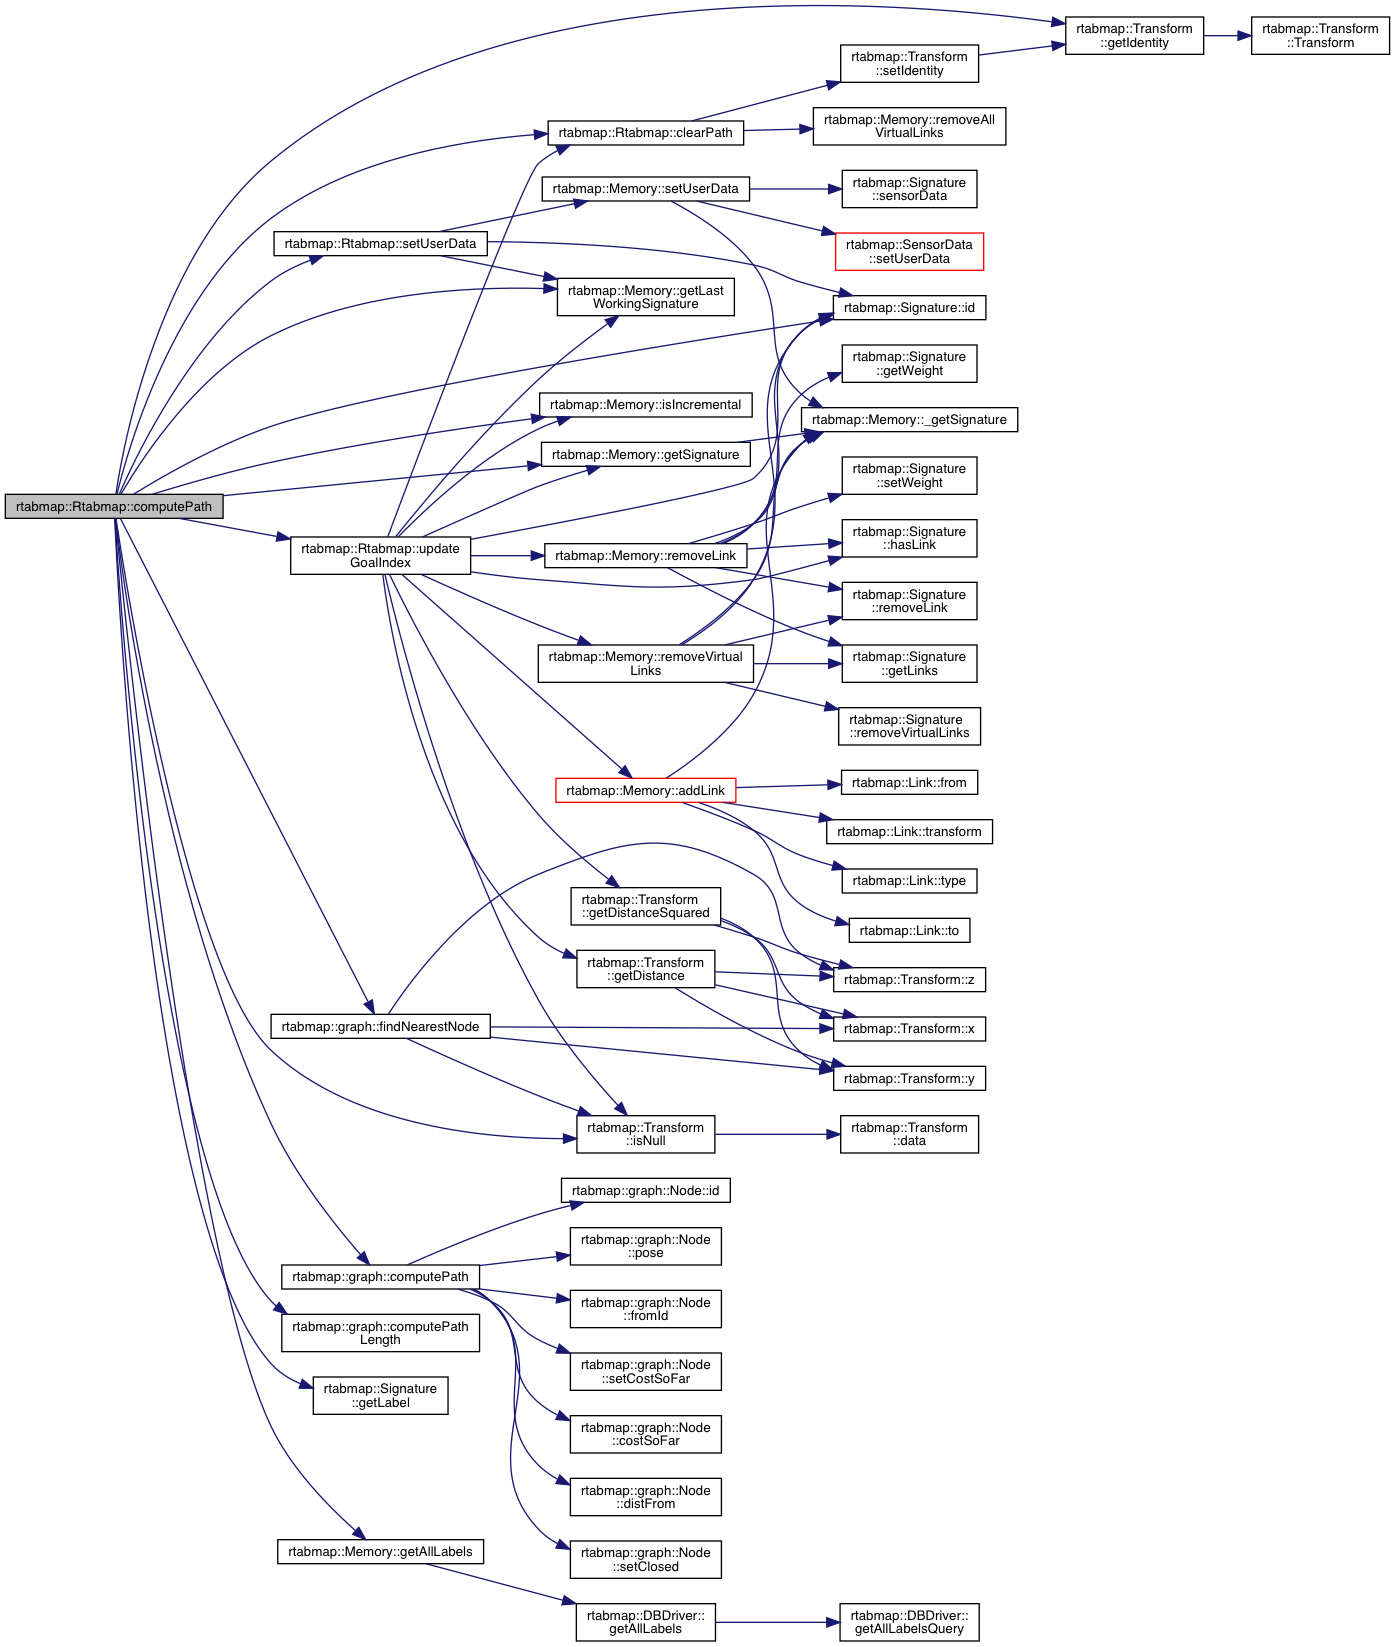 rtabmap::Transform
::getIdentity
rtabmap::Transform
::Transform
rtabmap::Transform
::setIdentity
rtabmap::Memory::removeAll
VirtualLinks
rtabmap::Rtabmap::clearPath
rtabmap::Memory::setUserData
rtabmap::Signature
::sensorData
rtabmap::Rtabmap::setUserData
rtabmap::SensorData
::setUserData
rtabmap::Memory::getLast
WorkingSignature
rtabmap::Signature::id
rtabmap::Signature
::getWeight
rtabmap::Memory::isIncremental
rtabmap::Memory::_getSignature
rtabmap::Memory::getSignature
rtabmap::Signature
::setWeight
rtabmap::Rtabmap::computePath
rtabmap::Rtabmap::update
GoalIndex
rtabmap::Memory::removeLink
rtabmap::Signature
::hasLink
rtabmap::Signature
::removeLink
rtabmap::Memory::removeVirtual
Links
rtabmap::Signature
::getLinks
rtabmap::Signature
::removeVirtualLinks
rtabmap::Memory::addLink
rtabmap::Link::from
rtabmap::Link::transform
rtabmap::Link::type
rtabmap::Transform
::getDistanceSquared
rtabmap::Link::to
rtabmap::Transform
::getDistance
rtabmap::Transform::z
rtabmap::graph::findNearestNode
rtabmap::Transform::x
rtabmap::Transform::y
rtabmap::Transform
::isNull
rtabmap::Transform
::data
rtabmap::graph::Node::id
rtabmap::graph::Node
::pose
rtabmap::graph::computePath
rtabmap::graph::Node
::fromId
rtabmap::graph::computePath
Length
rtabmap::graph::Node
::setCostSoFar
rtabmap::Signature
::getLabel
rtabmap::graph::Node
::costSoFar
rtabmap::graph::Node
::distFrom
rtabmap::Memory::getAllLabels
rtabmap::graph::Node
::setClosed
rtabmap::DBDriver::
getAllLabels
rtabmap::DBDriver::
getAllLabelsQuery